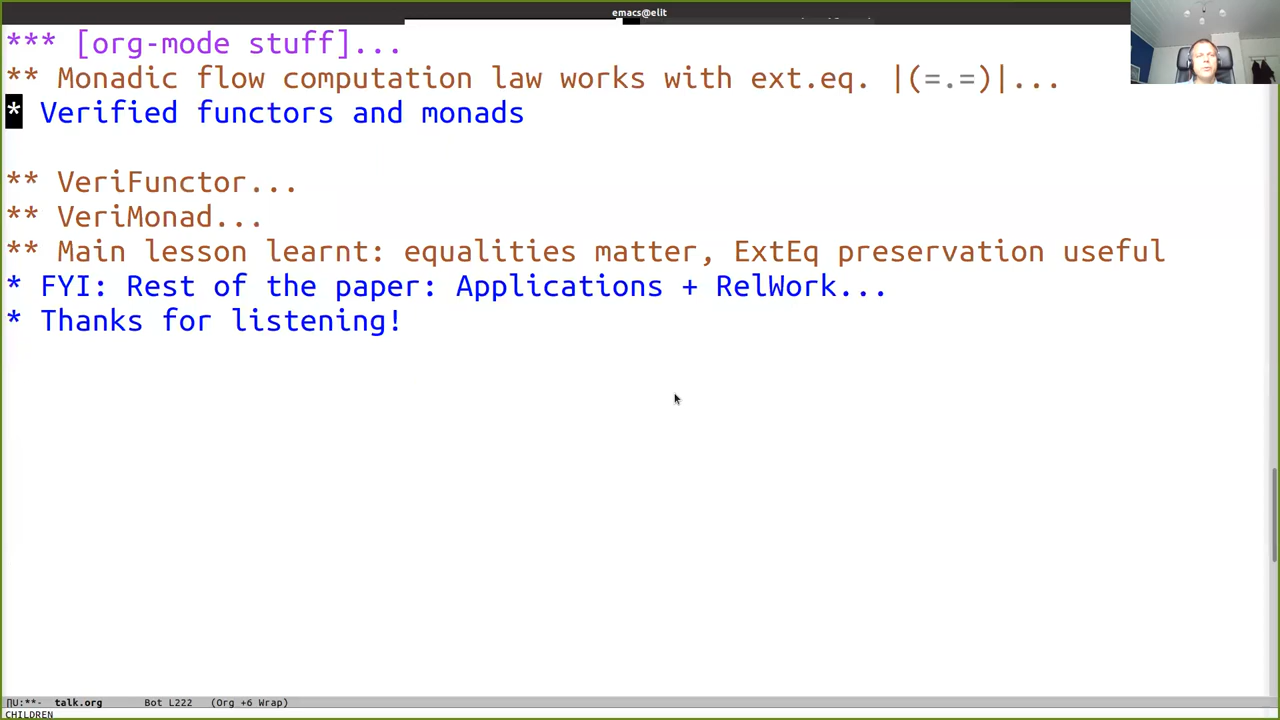 emacs@elit
*** [org-mode stuff]...
** Monadic flow computation law works with ext.eq. |(=.=)|...
* Verified functors and monads
** VeriFunctor...
** VeriMonad...
** Main lesson learnt: equalities matter, ExtEq preservation useful
* FYI: Rest of the paper: Applications + RelWork...
* Thanks for listening!
U:**- talk.org Bot L222 (Org +6 Wrap)
CHILDREN